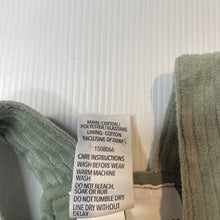 MAIN: COTTON /
POLYESTER/ELASTANE
LINING: COTTON
EXCLUSIVE OF TRIMS
1508066
CARE INSTRUCTIONS
WASH BEFORE WEAR
WARM MACHINE
WASH
DO NOT BLEACH,
SOAK OR RUB
DO NOT TUMBLE DRY
LINE DRY WITHOUT
DELAY